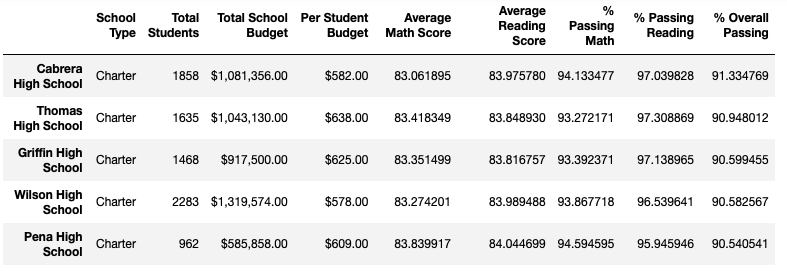 School Type Total Students Total School Budget Per Student Budget Average Math Score Average Reading Score % Passing Math % Passing Reading % Overall Passing
Cabrera High School Charter 1858 $1,081,356.00 $582.00 83.061895 83.975780 94.133477 97.039828 91.334769
Thomas High School Charter 1635 $1,043,130.00 $638.00 83.418349 83.848930 93.272171 97.308869 90.948012
Griffin High School Charter 1468 $917,500.00 $625.00 83.351499 83.816757 93.392371 97.138965 90.599455
Wilson High School Charter 2283 $1,319,574.00 $578.00 83.274201 83.989488 93.867718 96.539641 90.582567
Pena High School Charter 962 $585,858.00 $609.00 83.839917 84.044699 94.594595 95.945946 90.540541